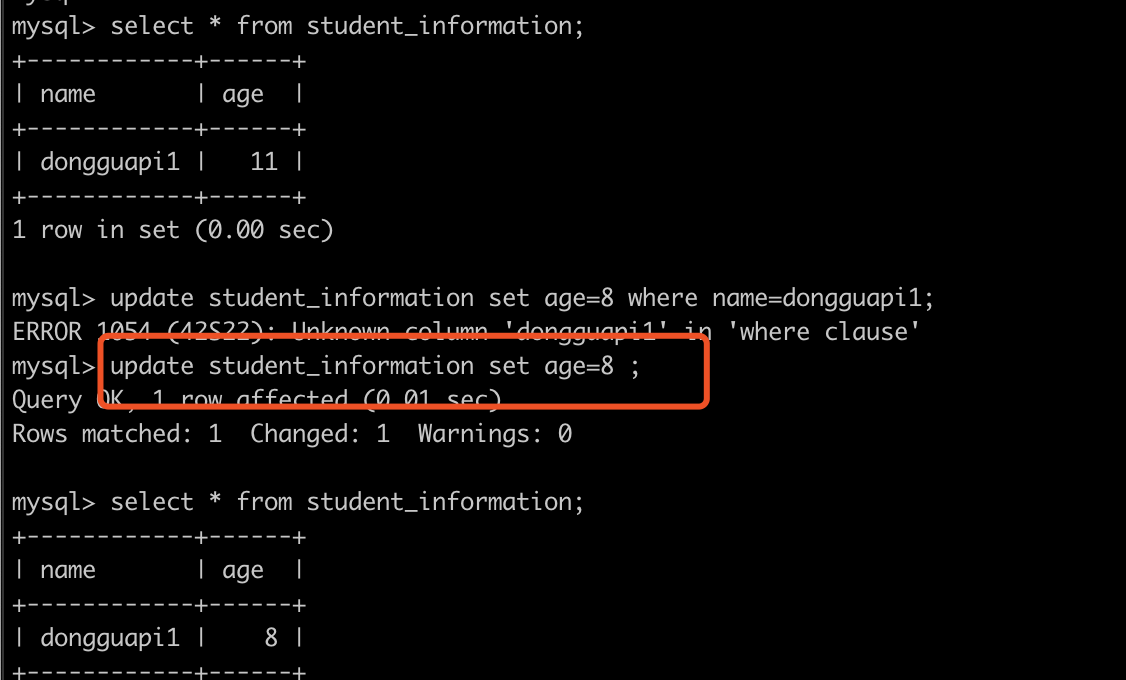 mysql> select * from student_information;
+------------+------+
| name       | age  |
+------------+------+
| dongguapi1 |   11 |
+------------+------+
1 row in set (0.00 sec)
mysql> update student_information set age=8 where name=dongguapi1;
ERROR 1054 (42S22): Unknown column 'dongguapi1' in 'where clause'
mysql> update student_information set age=8 ;
Query OK, 1 row affected (0.01 sec)
Rows matched: 1  Changed: 1  Warnings: 0
mysql> select * from student_information;
+------------+------+
| name       | age  |
+------------+------+
| dongguapi1 |    8 |
+------------+------+